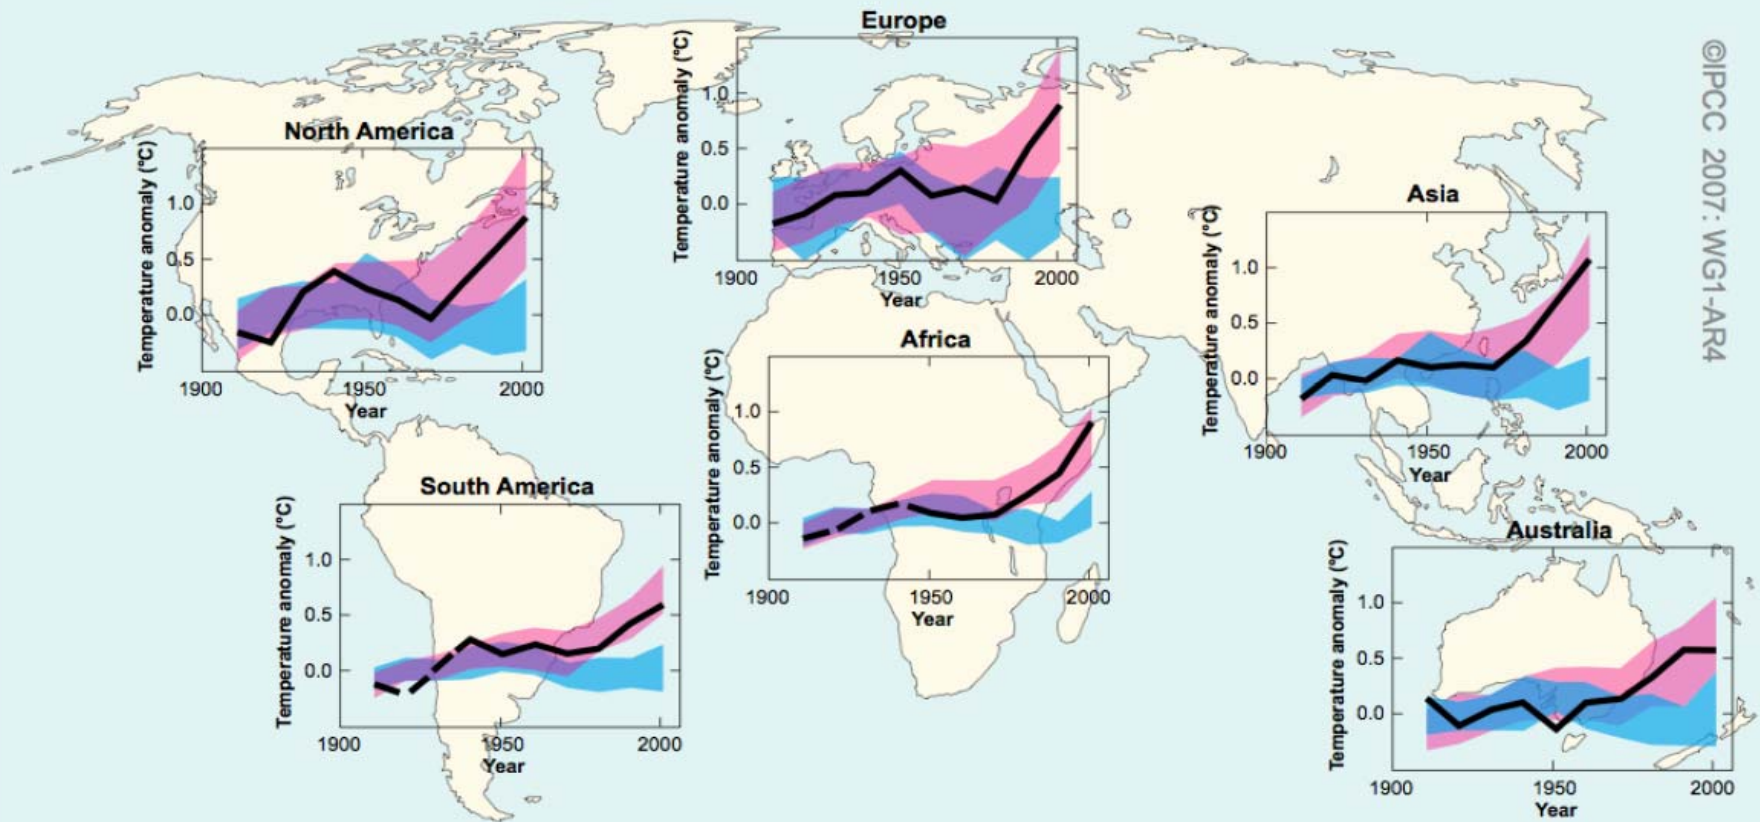 Europe
Temperature anomaly (°C)
1.0
0.5
0.0
1900
1950
2000
Year
North America
Temperature anomaly (°C)
1.0
0.5
0.0
1900
1950
2000
Year
Asia
Temperature anomaly (°C)
1.0
0.5
0.0
1900
1950
2000
Year
Africa
Temperature anomaly (°C)
1.0
0.5
0.0
1900
1950
2000
Year
South America
Temperature anomaly (°C)
1.0
0.5
0.0
1900
1950
2000
Year
Australia
Temperature anomaly (°C)
1.0
0.5
0.0
1900
1950
2000
Year
©IPCC 2007: WG1-AR4